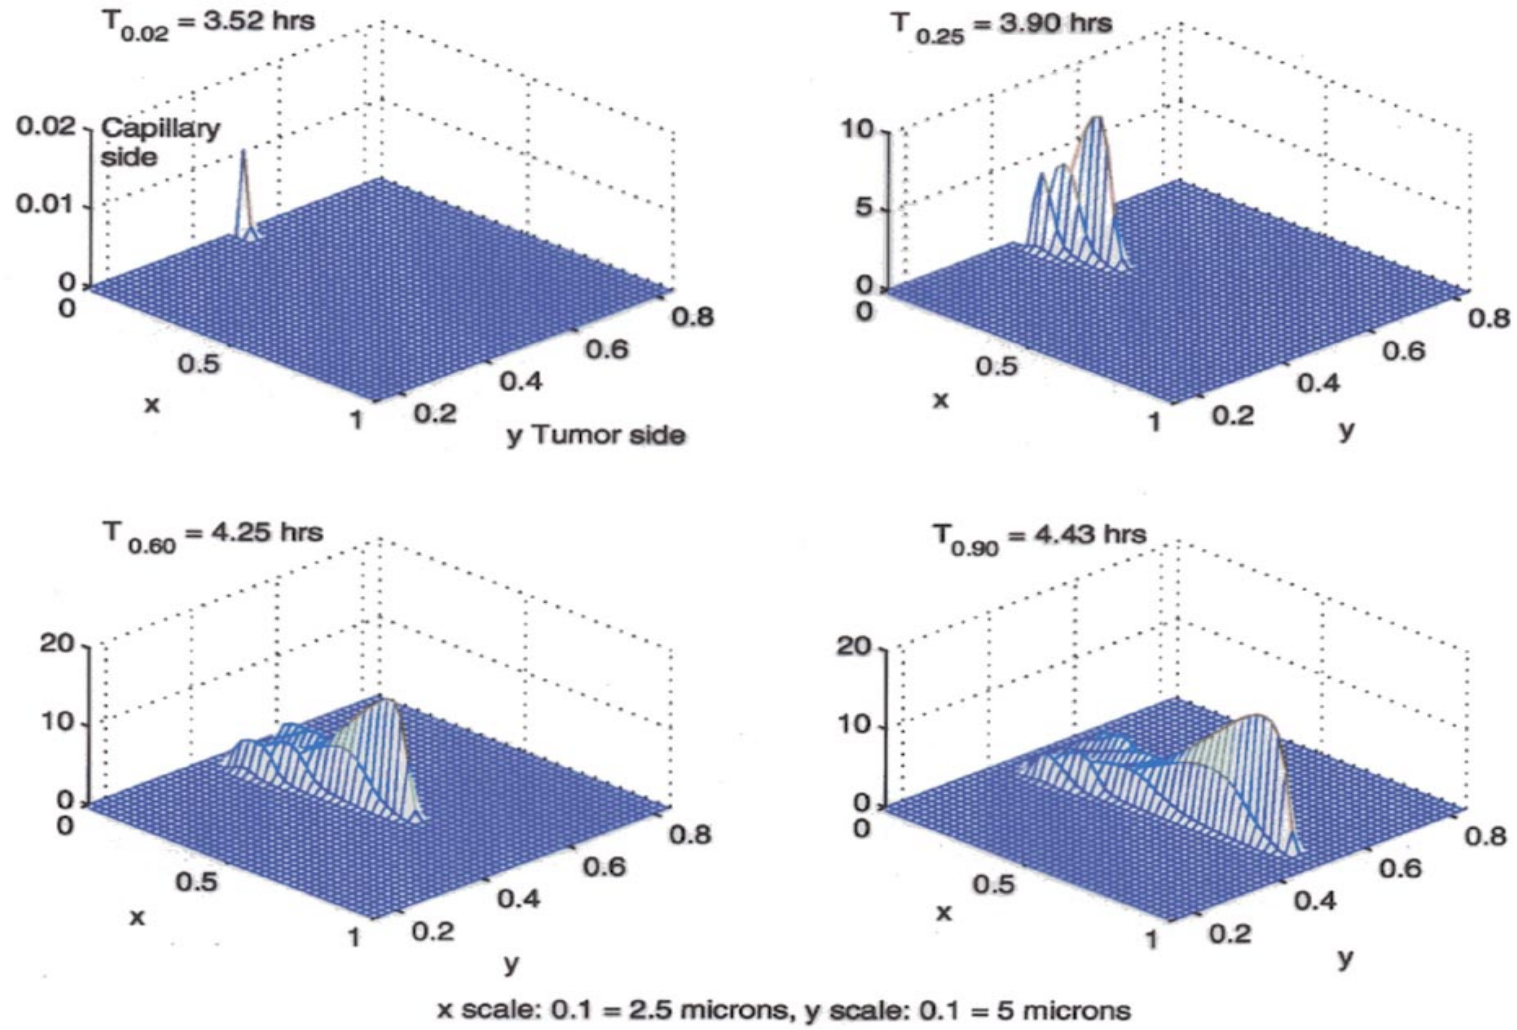 T0.02 = 3.52 hrs
0.02
Capillary
side
0.01
0
0
0.5
x
1
0.2
0.4
0.6
0.8
y Tumor side
T0.25 = 3.90 hrs
10
5
0
0
0.5
x
1
0.2
0.4
0.6
0.8
y
T0.60 = 4.25 hrs
20
10
0
0
0.5
x
1
0.2
0.4
0.6
0.8
y
T0.90 = 4.43 hrs
20
10
0
0
0.5
x
1
0.2
0.4
0.6
0.8
y
x scale: 0.1 = 2.5 microns, y scale: 0.1 = 5 microns